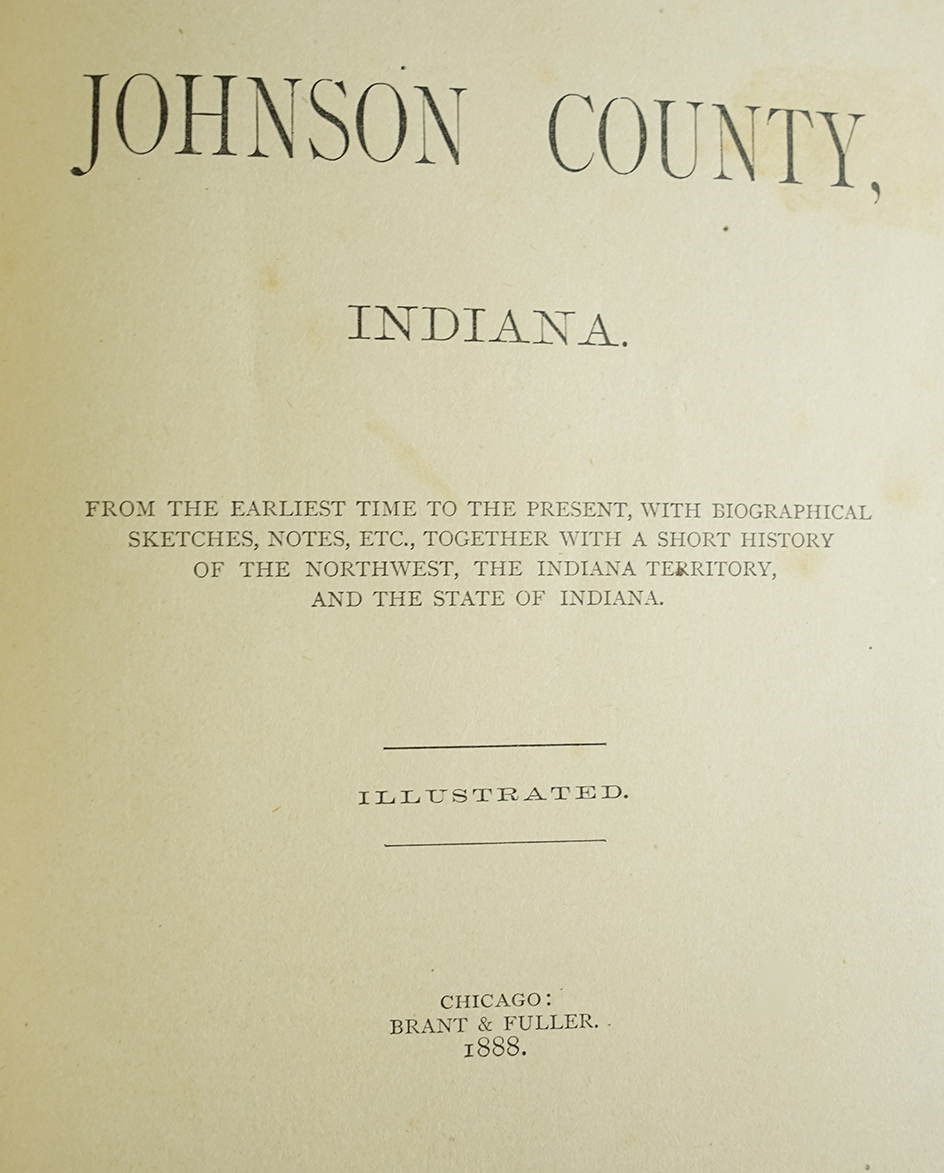 JOHNSON COUNTY,
INDIANA.
FROM THE EARLIEST TIME TO THE PRESENT, WITH BIOGRAPHICAL
SKETCHES, NOTES, ETC., TOGETHER WITH A SHORT HISTORY
OF THE NORTHWEST, THE INDIANA TERRITORY,
AND THE STATE OF INDIANA.
ILLUSTRATED.
CHICAGO:
BRANT & FULLER.
1888.